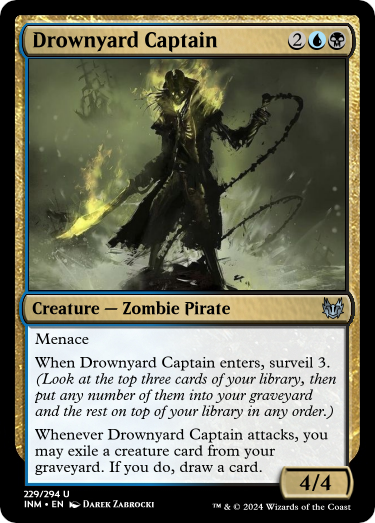 Drownyard Captain 2
Creature — Zombie Pirate
Menace
When Drownyard Captain enters, surveil 3.
(Look at the top three cards of your library, then
put any number of them into your graveyard
and the rest on top of your library in any order.)
Whenever Drownyard Captain attacks, you
may exile a creature card from your
graveyard. If you do, draw a card.
4/4
229/294 U
INM • EN DAREK ZABROCKI
™ & © 2024 Wizards of the Coast